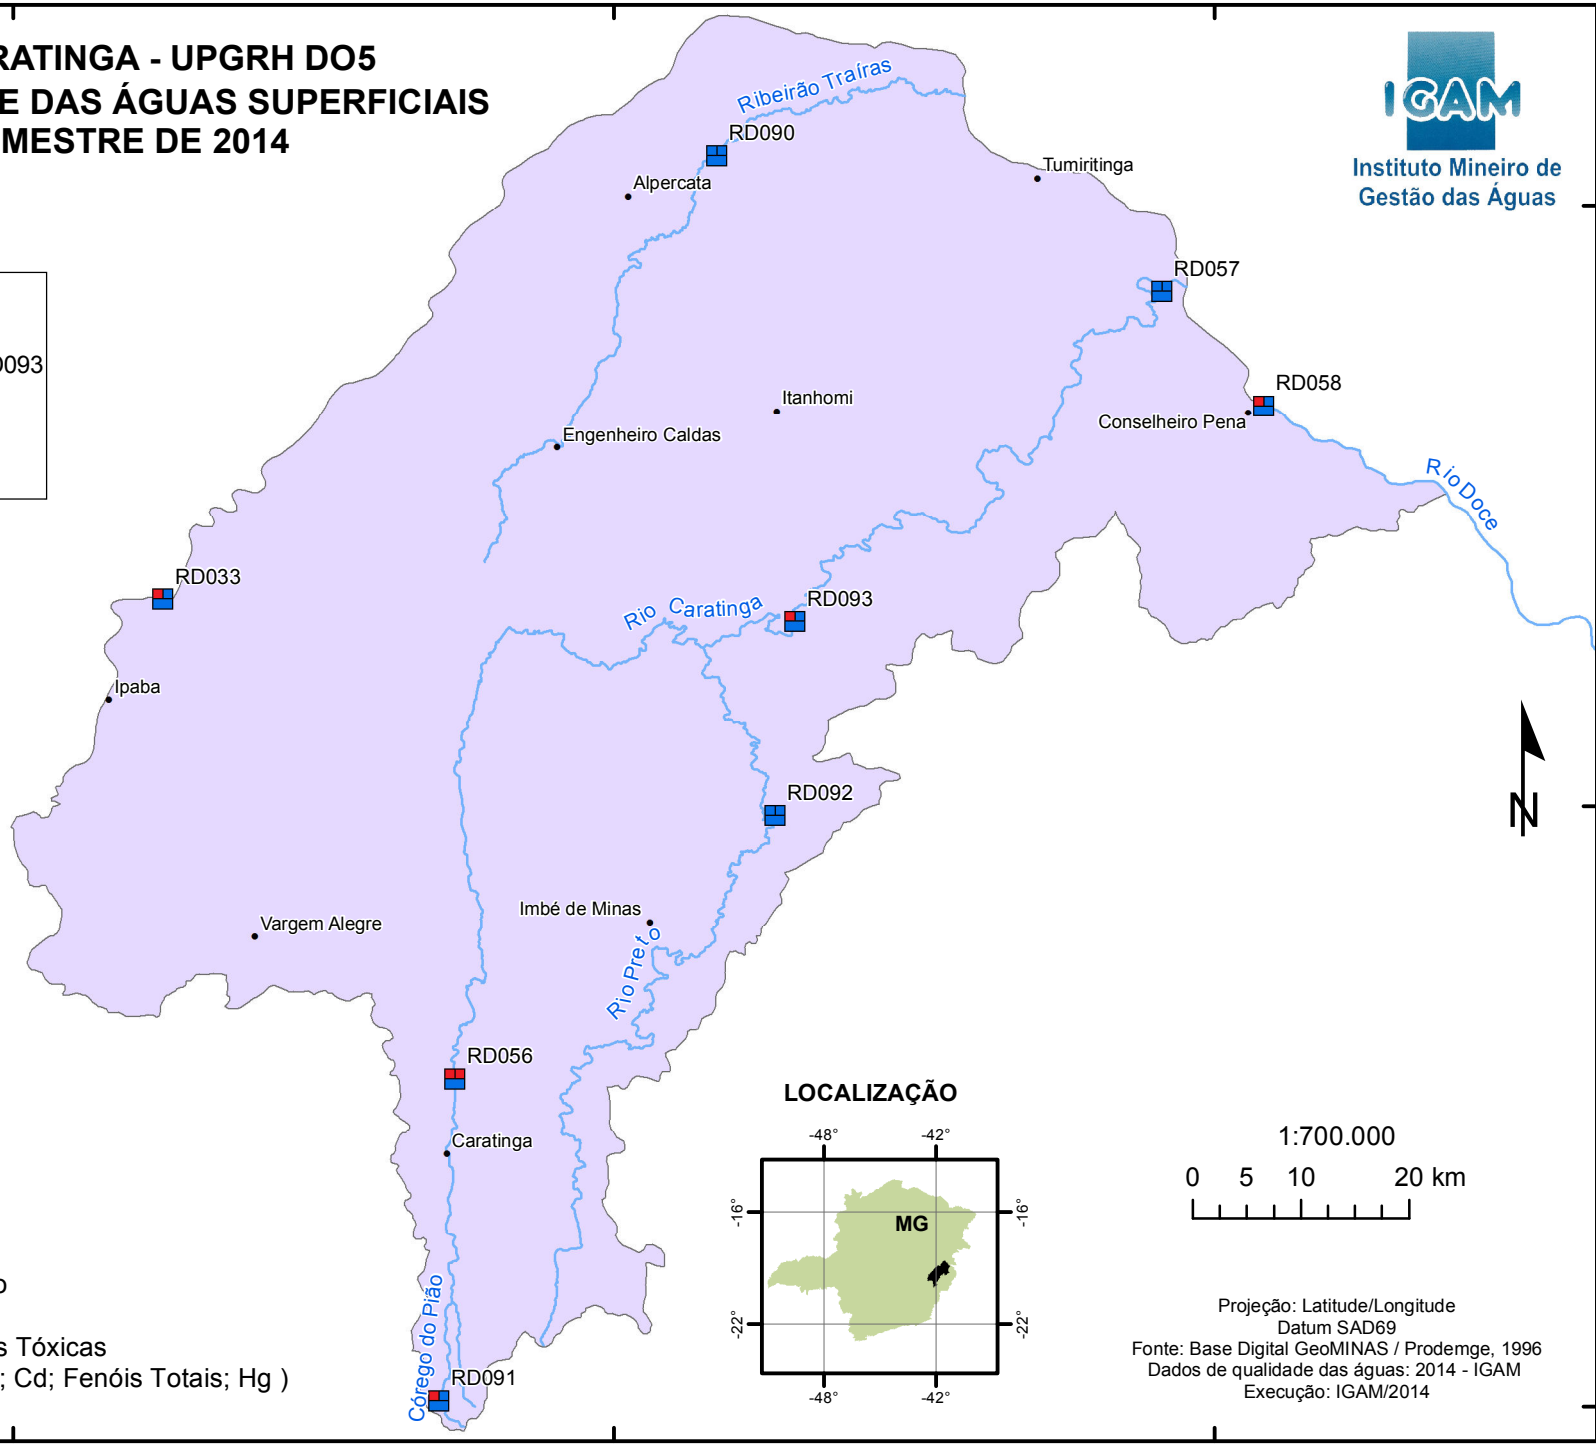 RATINGA - UPGRH DO5
E DAS ÁGUAS SUPERFICIAIS
MESTRE DE 2014
IGAM
Instituto Mineiro de
Gestão das Águas
Ribeirão Traíras
RD090
Alpercata
Tumiritinga
RD057
093
RD058
Itanhomi
Conselheiro Pena
Engenheiro Caldas
Rio Doce
RD033
Rio Caratinga
RD093
Ipaba
RD092
N
Imbé de Minas
Vargem Alegre
Rio Preto
RD056
Caratinga
LOCALIZAÇÃO
-48° -42°
-16° -16°
MG
-22° -22°
-48° -42°
1:700.000
0 5 10 20 km
Projeção: Latitude/Longitude
Datum SAD69
Fonte: Base Digital GeoMINAS / Prodemge, 1996
Dados de qualidade das águas: 2014 - IGAM
Execução: IGAM/2014
o
s Tóxicas
; Cd; Fenóis Totais; Hg )
Córrego do Pião
RD091